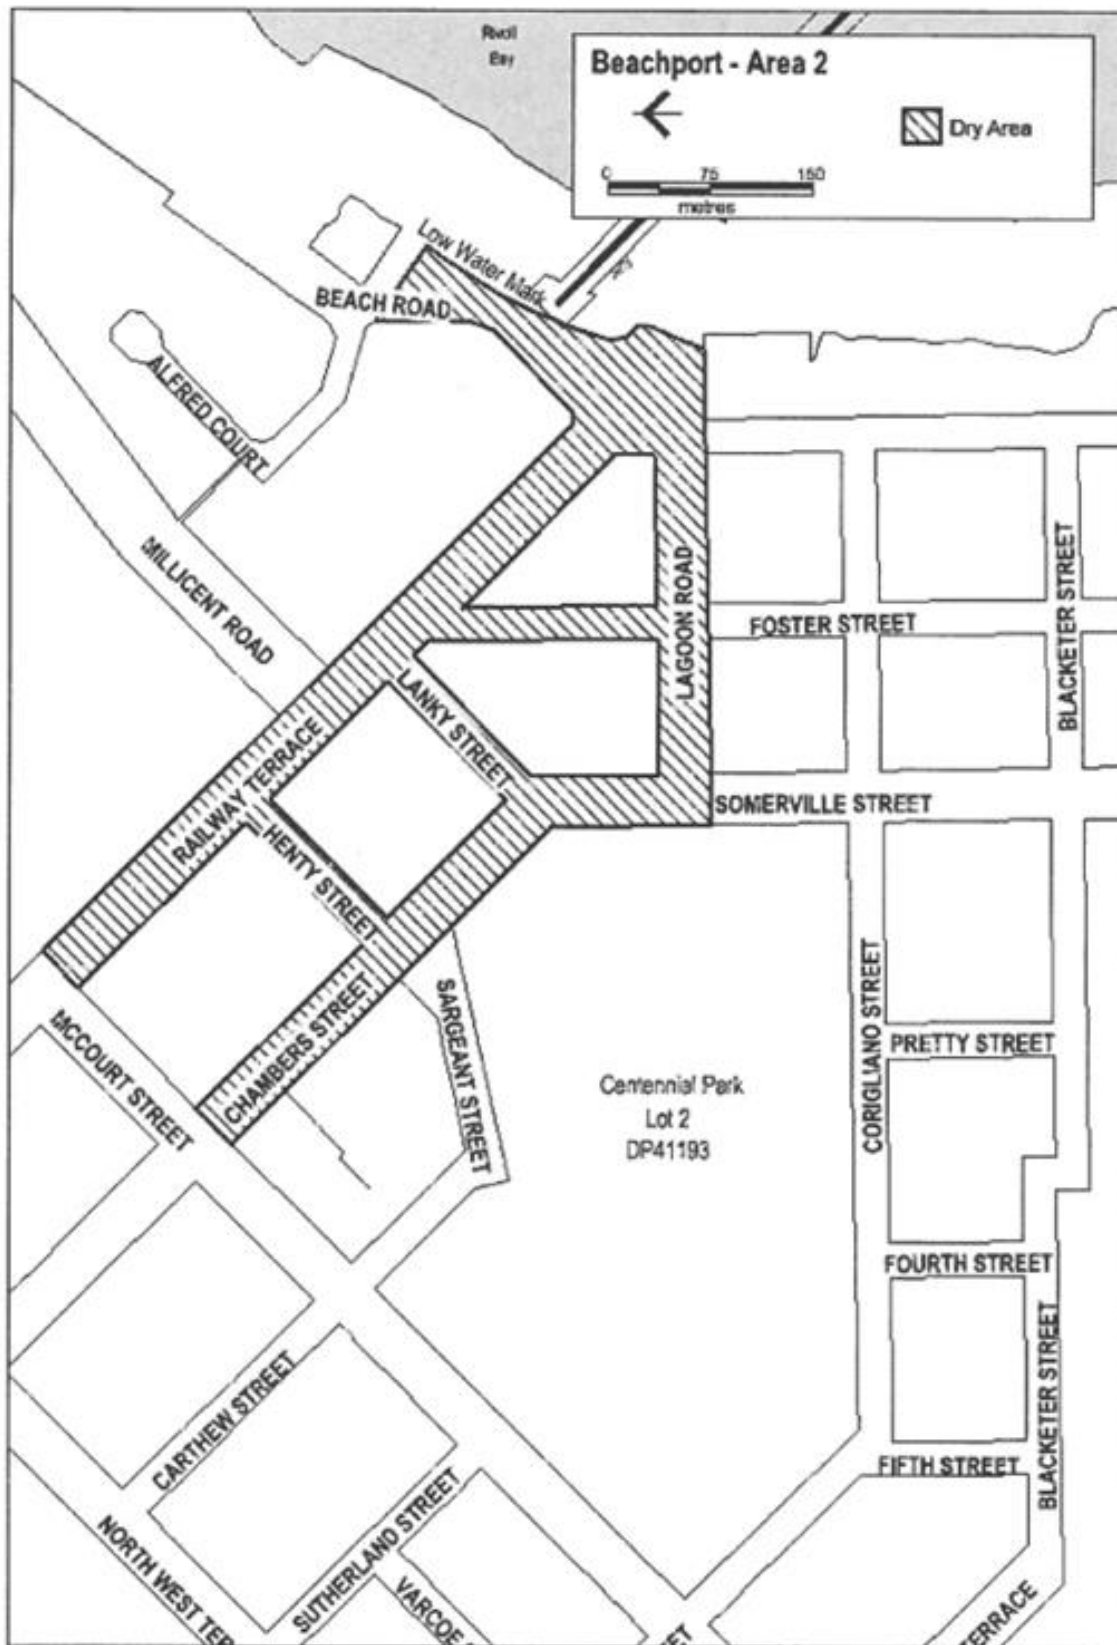 Rivoli
Bay
Beachport - Area 2
Dry Area
0 75 150
metres
Low Water Mark
BEACH ROAD
ALFRED COURT
MILLICENT ROAD
LAGOON ROAD
FOSTER STREET
BLACKETER STREET
LANKY STREET
RAILWAY TERRACE
HENTY STREET
SOMERVILLE STREET
CHAMBERS STREET
SARGEANT STREET
MCCOURT STREET
CORIGLIANO STREET
PRETTY STREET
Centennial Park
Lot 2
DP41193
FOURTH STREET
BLACKETER STREET
CARTHEW STREET
FIFTH STREET
SUTHERLAND STREET
NORTH WEST TER
VARCOE
ERRACE